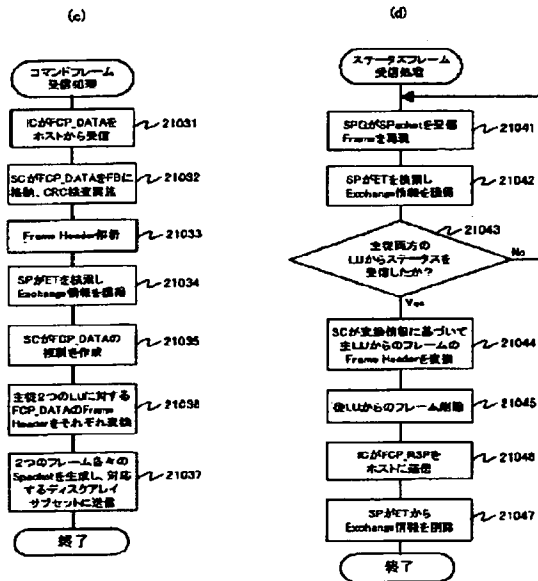 (c)
コマンドフレーム
受信処理
ICがFCP_DATAを
ホストから受信
21031
SCがFCP_DATAをFBに
格納、CRC検査実施
21032
Frame Header解析
21033
SPがETを検索し
Exchange情報を獲得
21034
SCがFCP_DATAの
複製を作成
21035
主従2つのLUに対する
FCP_DATAのFrame
Headerをそれぞれ変換
21036
2つのフレーム各々の
Spacketを生成し、対応
するディスクアレイ
サブセットに送信
21037
終了
(d)
ステータスフレーム
受信処理
SPGがSPacketを受信
Frameを再現
21041
SPがETを検索し
Exchange情報を獲得
21042
21043
主従両方の
LUからステータスを
受信したか?
No
Yes
SCが変換情報に基づいて
主LUからのフレームの
Frame Headerを変換
21044
従LUからのフレーム削除
21045
ICがFCP_RSPを
ホストに送信
21046
SPがETから
Exchange情報を削除
21047
終了